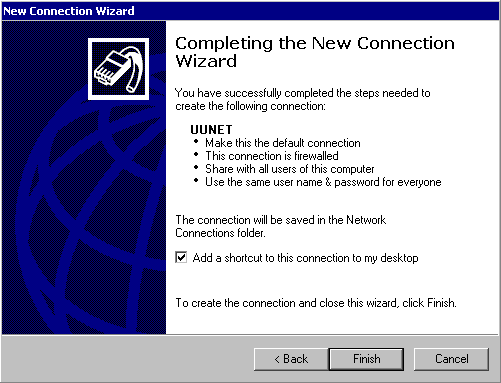 New Connection Wizard
Completing the New Connection
Wizard
You have successfully completed the steps needed to
create the following connection:
UUNET
• Make this the default connection
• This connection is firewalled
• Share with all users of this computer
• Use the same user name & password for everyone
The connection will be saved in the Network
Connections folder.
Add a shortcut to this connection to my desktop
To create the connection and close this wizard, click Finish.
< Back Finish Cancel